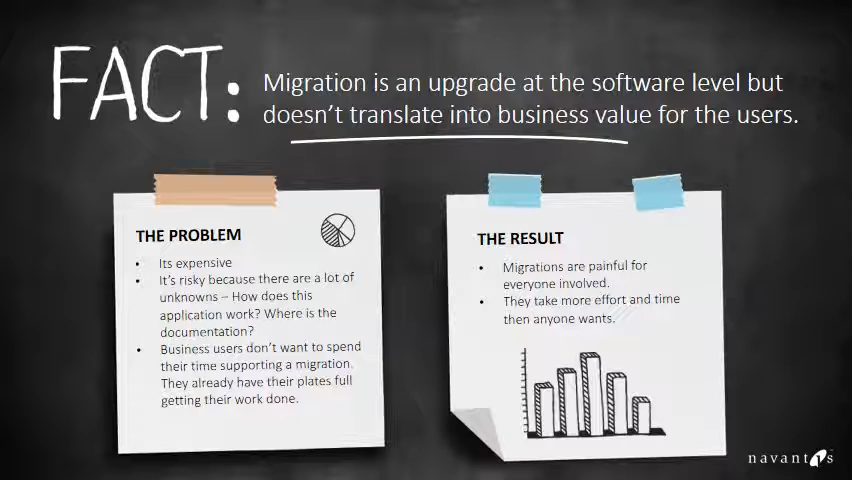 FACT:
Migration is an upgrade at the software level but
doesn't translate into business value for the users.
THE PROBLEM
• Its expensive
• It's risky because there are a lot of
unknowns – How does this
application work? Where is the
documentation?
• Business users don't want to spend
their time supporting a migration.
They already have their plates full
getting their work done.
THE RESULT
• Migrations are painful for
everyone involved.
• They take more effort and time
then anyone wants.
navantis